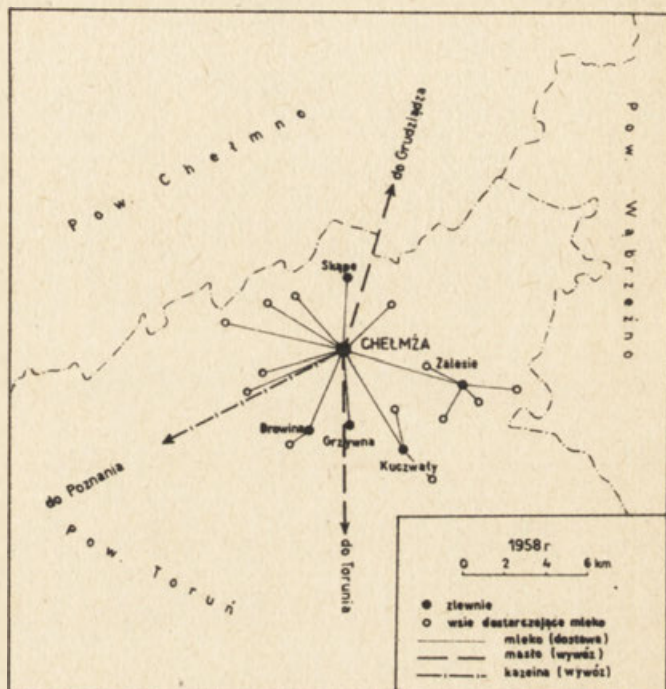 Pow. Chełmno
do Grudziądza
Pow. Wąbrzeźno
Skąpe
CHEŁMŻA
Zalesie
Browina
Grzywna
Kuczwały
do Poznania
do Torunia
Pow. Toruń
1958 r
0 2 4 6 km
zlewnie
wsie dostarczające mleko
mleko (dostawa)
masło (wywóz)
kazeina (wywóz)